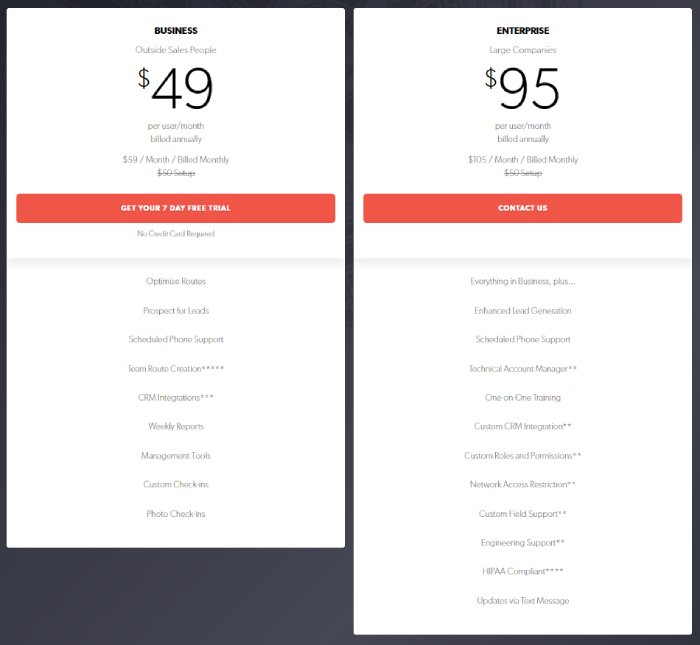 BUSINESS
Outside Sales People
$49
per user/month
billed annually
$59 / Month / Billed Monthly
$50 Setup
GET YOUR 7 DAY FREE TRIAL
No Credit Card Required
Optimize Routes
Prospect for Leads
Scheduled Phone Support
Team Route Creation*****
CRM Integrations***
Weekly Reports
Management Tools
Custom Check-ins
Photo Check-ins
ENTERPRISE
Large Companies
$95
per user/month
billed annually
$105 / Month / Billed Monthly
$50 Setup
CONTACT US
Everything in Business, plus...
Enhanced Lead Generation
Scheduled Phone Support
Technical Account Manager**
One-on-One Training
Custom CRM Integration**
Custom Roles and Permissions**
Network Access Restriction**
Custom Field Support**
Engineering Support**
HIPAA Compliant****
Updates via Text Message